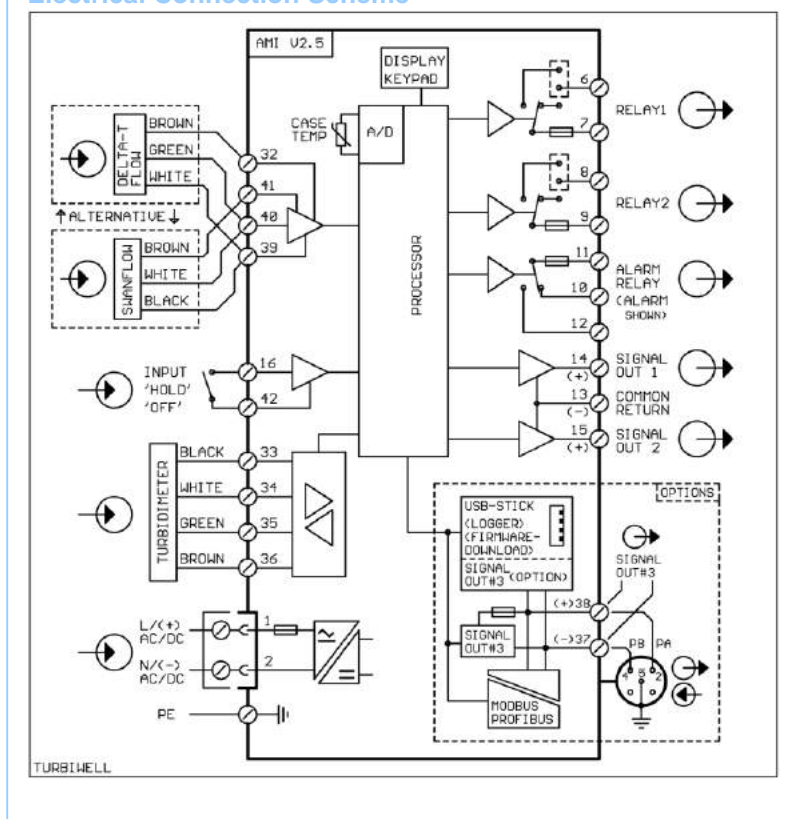 Electrical Connection Scheme
AMI V2.5
DISPLAY
KEYPAD
CASE
TEMP
A/D
PROCESSOR
DELTA-T
FLOW
BROWN
GREEN
WHITE
32
41
40
39
↑ALTERNATIVE↓
SWANFLOW
BROWN
WHITE
BLACK
INPUT
'HOLD'
'OFF'
16
42
TURBIDIMETER
BLACK
33
WHITE
34
GREEN
35
BROWN
36
L/(+)
AC/DC
1
N/(-)
AC/DC
2
PE
6
RELAY1
7
8
RELAY2
9
11
ALARM
RELAY
10
(ALARM
SHOWN)
12
14
(+)
SIGNAL
OUT 1
13
(-)
COMMON
RETURN
15
(+)
SIGNAL
OUT 2
OPTIONS
USB-STICK
(LOGGER)
(FIRMWARE-
DOWNLOAD)
SIGNAL
OUT#3 (OPTION)
SIGNAL
OUT#3
(+)38
(-)37
SIGNAL
OUT#3
PB PA
4 5 2
MODBUS
PROFIBUS
TURBIWELL